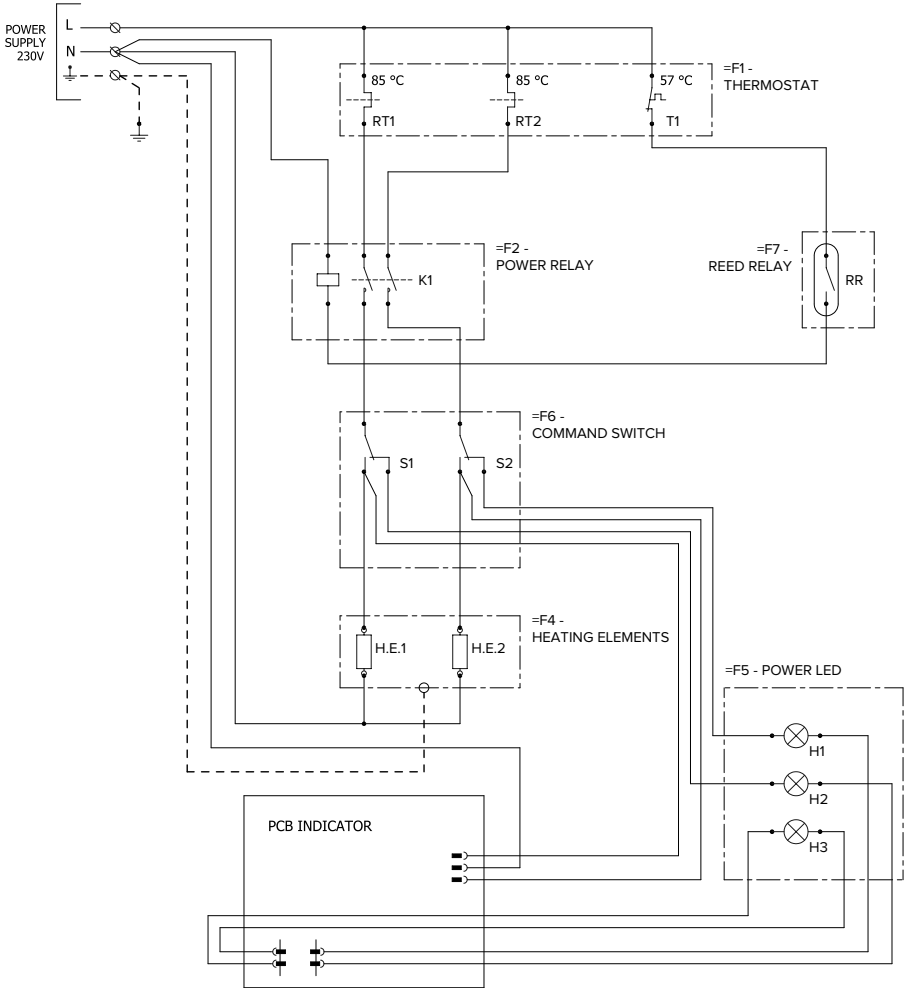 POWER
SUPPLY
230V
L
N
85 °C
85 °C
57 °C
=F1 -
THERMOSTAT
RT1
RT2
T1
=F2 -
POWER RELAY
K1
=F7 -
REED RELAY
RR
=F6 -
COMMAND SWITCH
S1
S2
=F4 -
HEATING ELEMENTS
H.E.1
H.E.2
=F5 - POWER LED
H1
H2
H3
PCB INDICATOR